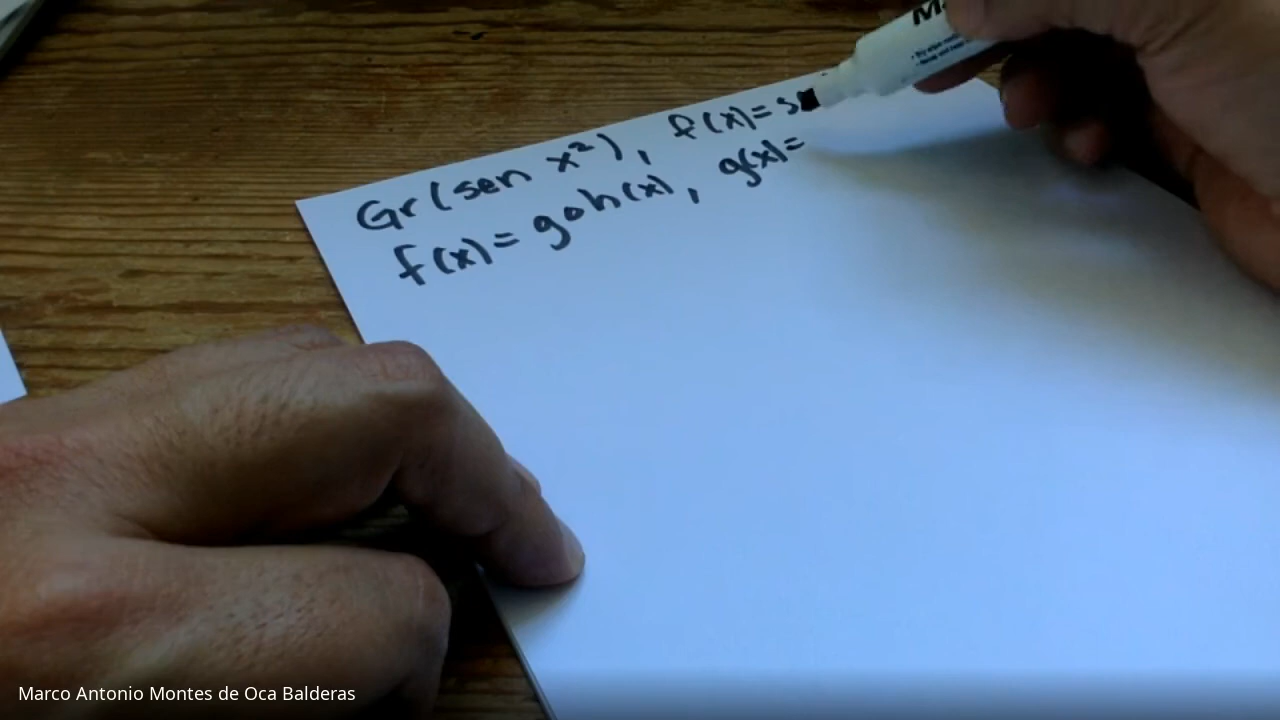 Gr(sen x²), f(x)= s
f(x)= g∘h(x), g(x)=
Marco Antonio Montes de Oca Balderas